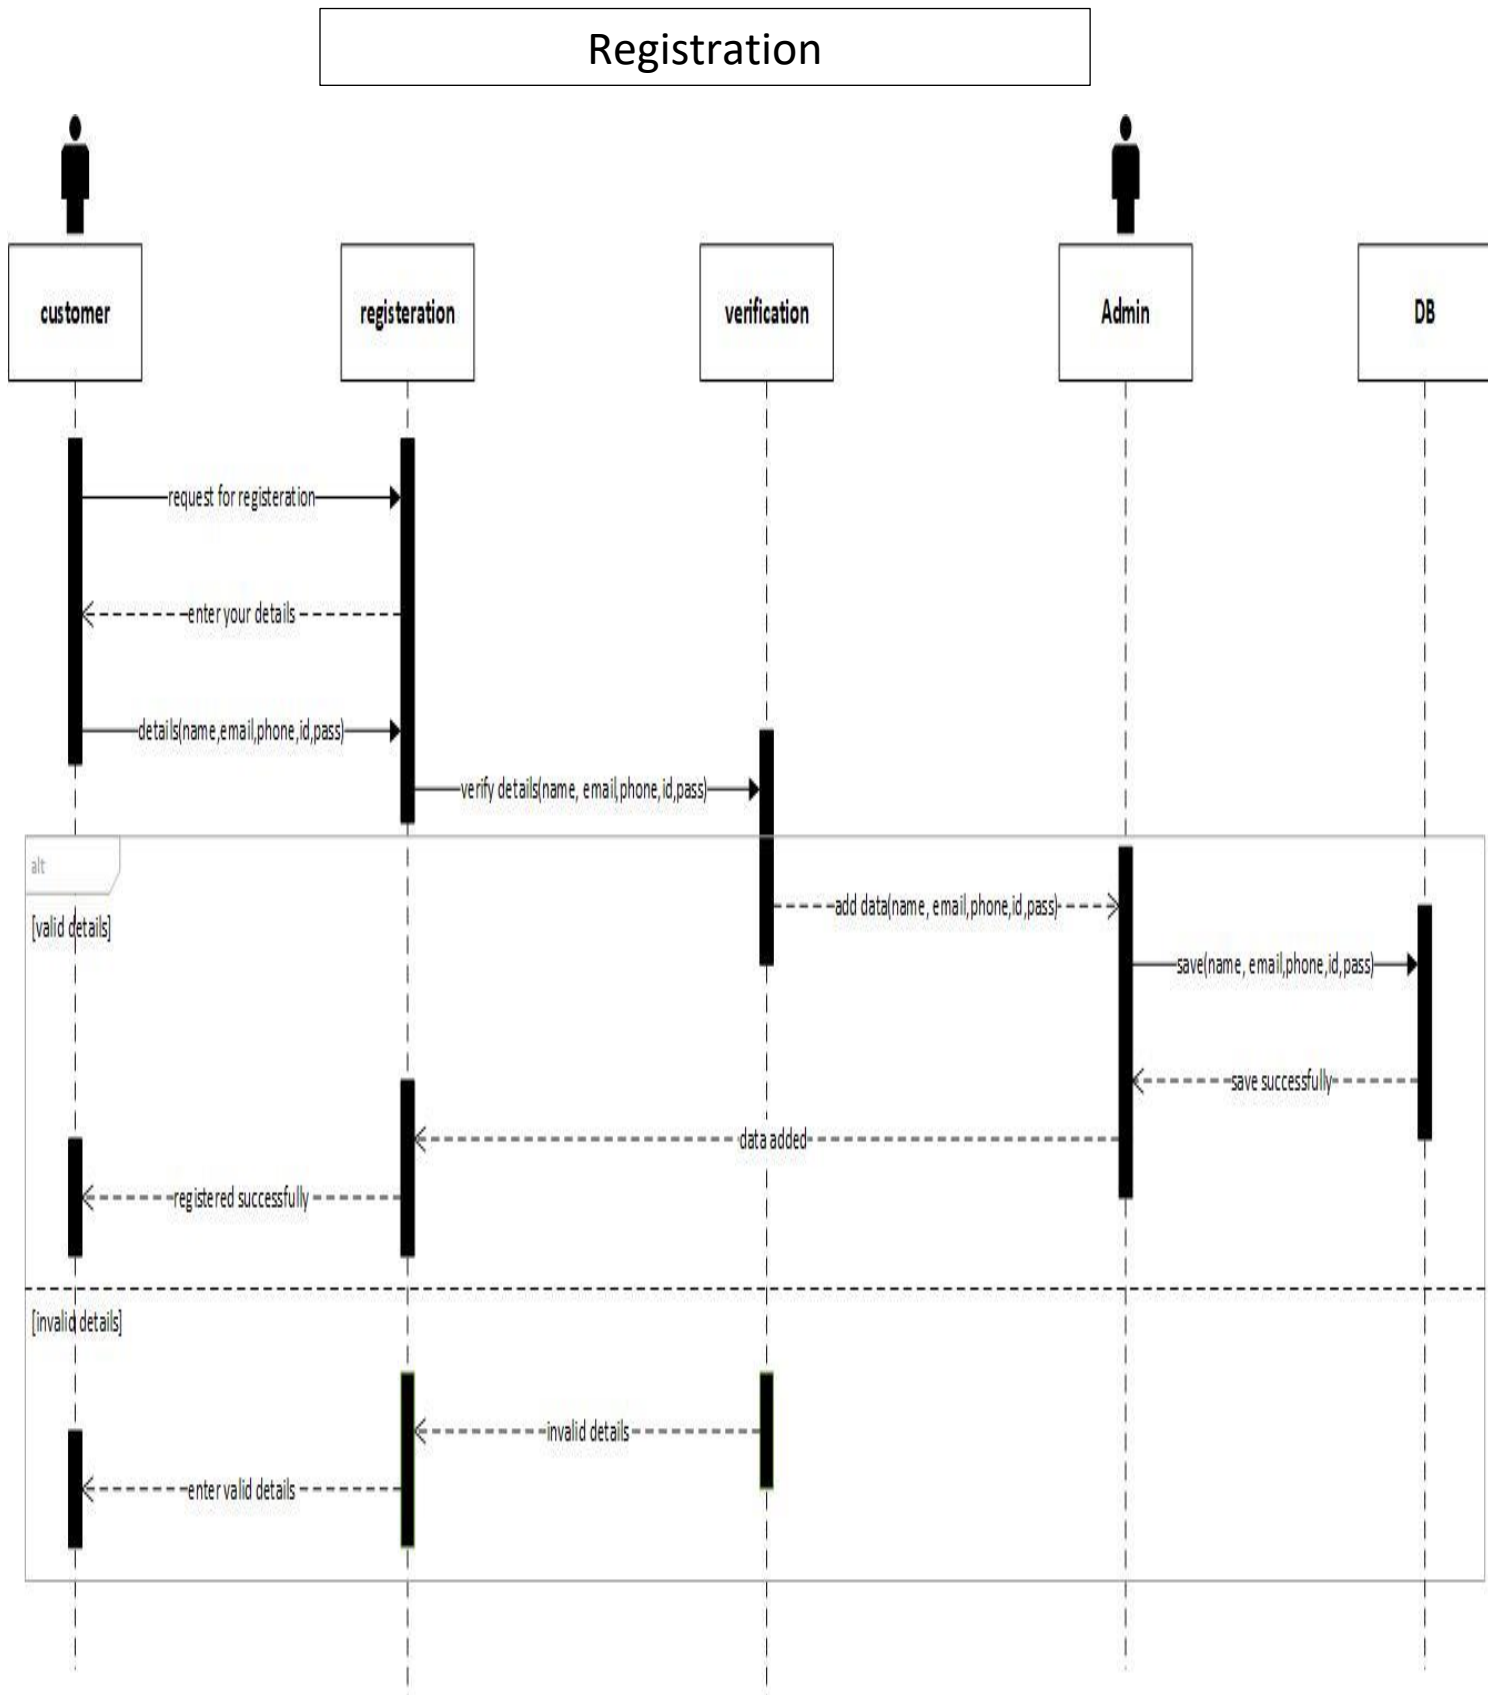 Registration
customer
registeration
verification
Admin
DB
request for registeration
enter your details
details(name,email,phone,id,pass)
verify details(name, email,phone,id,pass)
alt
add data(name, email,phone,id,pass)
[valid details]
save(name, email,phone,id,pass)
save successfully
data added
registered successfully
[invalid details]
invalid details
enter valid details